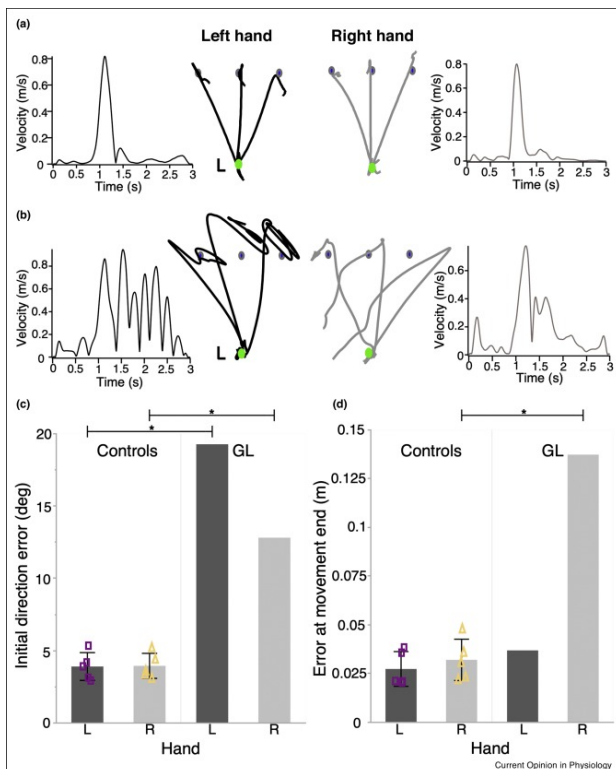 (a)
Left hand
Right hand
0.8
0.6
0.4
0.2
0
Velocity (m/s)
0 0.5 1 1.5 2 2.5 3
Time (s)
L
0.8
0.6
0.4
0.2
0
Velocity (m/s)
0 0.5 1 1.5 2 2.5 3
Time (s)
(b)
0.8
0.6
0.4
0.2
0
Velocity (m/s)
0 0.5 1 1.5 2 2.5 3
Time (s)
L
0.8
0.6
0.4
0.2
0
Velocity (m/s)
0 0.5 1 1.5 2 2.5 3
Time (s)
(c)
*
*
Controls
GL
20
15
10
5
0
Initial direction error (deg)
L R L R
Hand
(d)
*
Controls
GL
0.15
0.125
0.1
0.075
0.05
0.025
0
Error at movement end (m)
L R L R
Hand
Current Opinion in Physiology